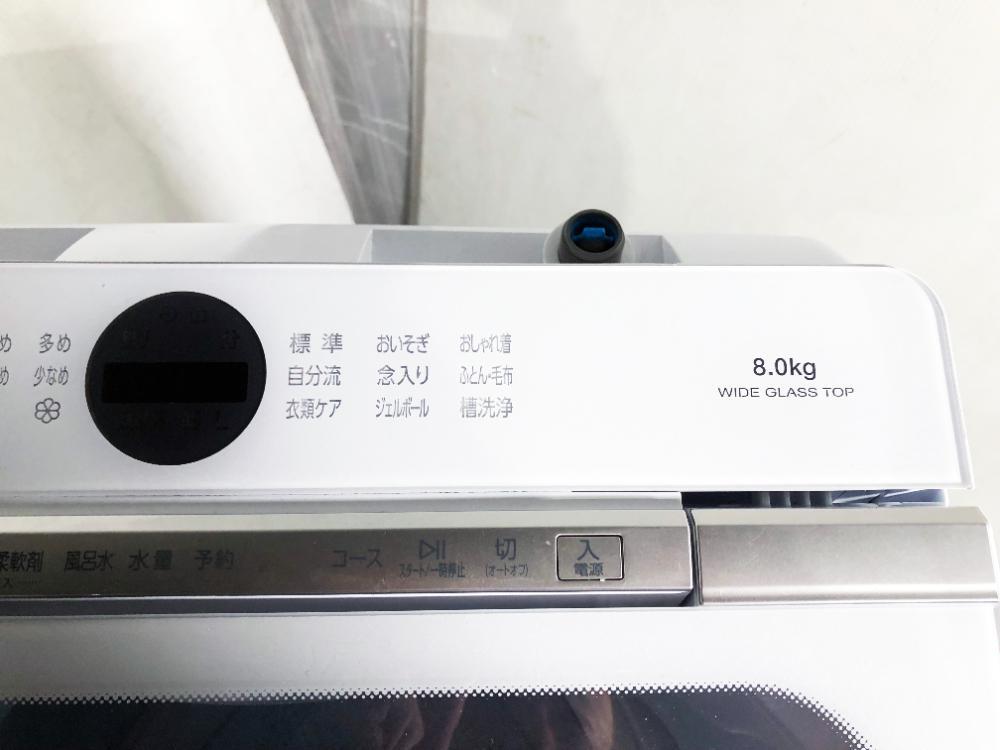 め 多め
め 少なめ
標準 おいそぎ おしゃれ着
自分流 念入り ふとん・毛布
衣類ケア ジェルボール 槽洗浄
8.0kg
WIDE GLASS TOP
柔軟剤 風呂水 水量 予約
入
コース スタート/一時停止
切
(オートオフ)
入
電源